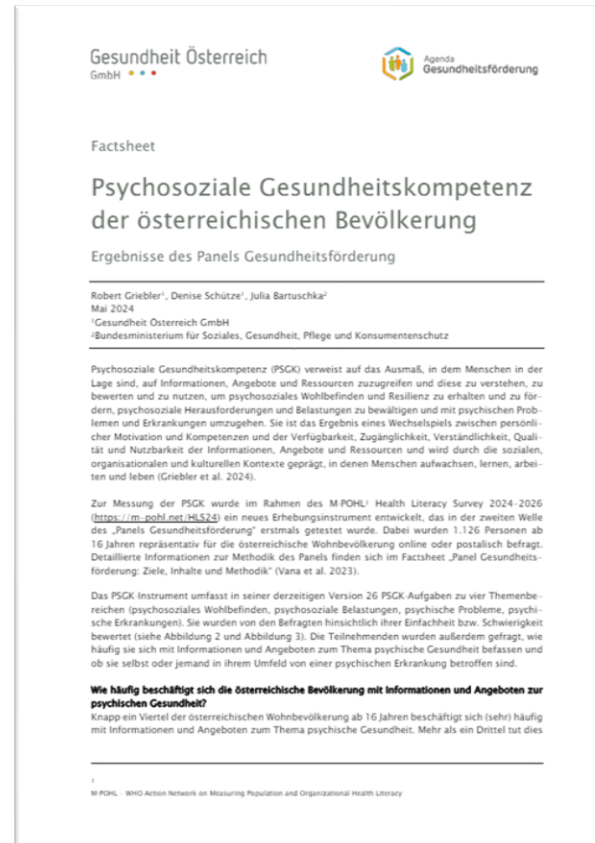 Gesundheit Österreich
GmbH
Agenda
Gesundheitsförderung
Factsheet
Psychosoziale Gesundheitskompetenz
der österreichischen Bevölkerung
Ergebnisse des Panels Gesundheitsförderung
Robert Griebler¹, Denise Schütze¹, Julia Bartuschka²
Mai 2024
¹Gesundheit Österreich GmbH
²Bundesministerium für Soziales, Gesundheit, Pflege und Konsumentenschutz
Psychosoziale Gesundheitskompetenz (PSGK) verweist auf das Ausmaß, in dem Menschen in der
Lage sind, auf Informationen, Angebote und Ressourcen zuzugreifen und diese zu verstehen, zu
bewerten und zu nutzen, um psychosoziales Wohlbefinden und Resilienz zu erhalten und zu för-
dern, psychosoziale Herausforderungen und Belastungen zu bewältigen und mit psychischen Prob-
lemen und Erkrankungen umzugehen. Sie ist das Ergebnis eines Wechselspiels zwischen persönli-
cher Motivation und Kompetenzen und der Verfügbarkeit, Zugänglichkeit, Verständlichkeit, Quali-
tät und Nutzbarkeit der Informationen, Angebote und Ressourcen und wird durch die sozialen,
organisationalen und kulturellen Kontexte geprägt, in denen Menschen aufwachsen, lernen, arbei-
ten und leben (Griebler et al. 2024).
Zur Messung der PSGK wurde im Rahmen des M-POHL¹ Health Literacy Survey 2024–2026
(https://m-pohl.net/HLS24) ein neues Erhebungsinstrument entwickelt, das in der zweiten Welle
des „Panels Gesundheitsförderung“ erstmals getestet wurde. Dabei wurden 1.126 Personen ab
16 Jahren repräsentativ für die österreichische Wohnbevölkerung online oder postalisch befragt.
Detaillierte Informationen zur Methodik des Panels finden sich im Factsheet „Panel Gesundheits-
förderung: Ziele, Inhalte und Methodik“ (Vana et al. 2023).
Das PSGK-Instrument umfasst in seiner derzeitigen Version 26 PSGK-Aufgaben zu vier Themenbe-
reichen (psychosoziales Wohlbefinden, psychosoziale Belastungen, psychische Probleme, psychi-
sche Erkrankungen). Sie wurden von den Befragten hinsichtlich ihrer Einfachheit bzw. Schwierigkeit
bewertet (siehe Abbildung 2 und Abbildung 3). Die Teilnehmenden wurden außerdem gefragt, wie
häufig sie sich mit Informationen und Angeboten zum Thema psychische Gesundheit befassen und
ob sie selbst oder jemand in ihrem Umfeld von einer psychischen Erkrankung betroffen sind.
Wie häufig beschäftigt sich die österreichische Bevölkerung mit Informationen und Angeboten zur
psychischen Gesundheit?
Knapp ein Viertel der österreichischen Wohnbevölkerung ab 16 Jahren beschäftigt sich (sehr) häufig
mit Informationen und Angeboten zum Thema psychische Gesundheit. Mehr als ein Drittel tut dies
1
M-POHL – WHO Action Network on Measuring Population and Organizational Health Literacy